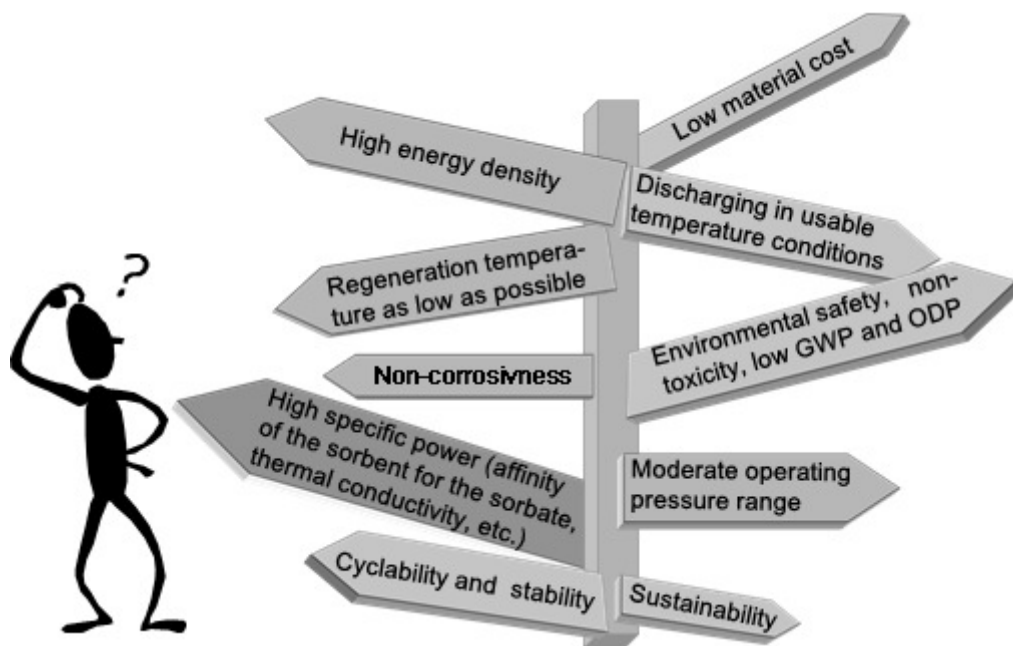 Low material cost
High energy density
Discharging in usable
temperature conditions
Regeneration tempera-
ture as low as possible
Environmental safety, non-
toxicity, low GWP and ODP
Non-corrosivness
High specific power (affinity
of the sorbent for the sorbate,
thermal conductivity, etc.)
Moderate operating
pressure range
Cyclability and stability
Sustainability
?